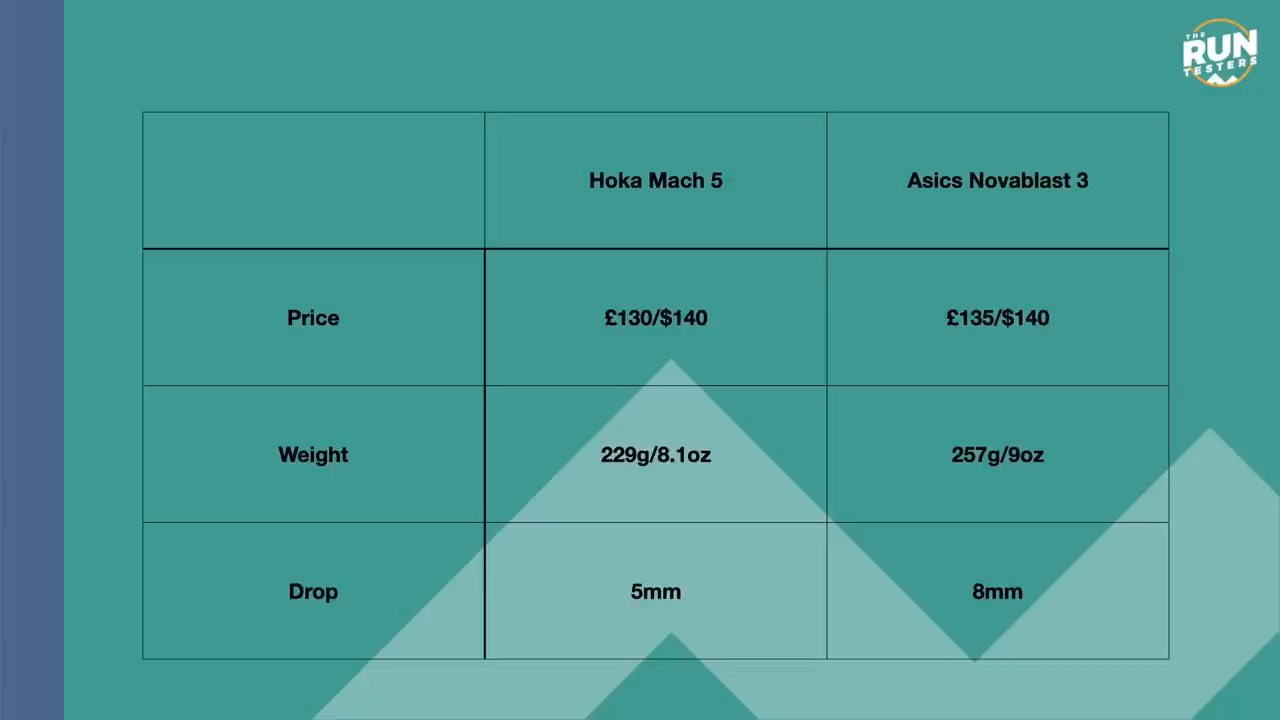 THE
RUN
TESTERS
Hoka Mach 5 Asics Novablast 3
Price £130/$140 £135/$140
Weight 229g/8.1oz 257g/9oz
Drop 5mm 8mm